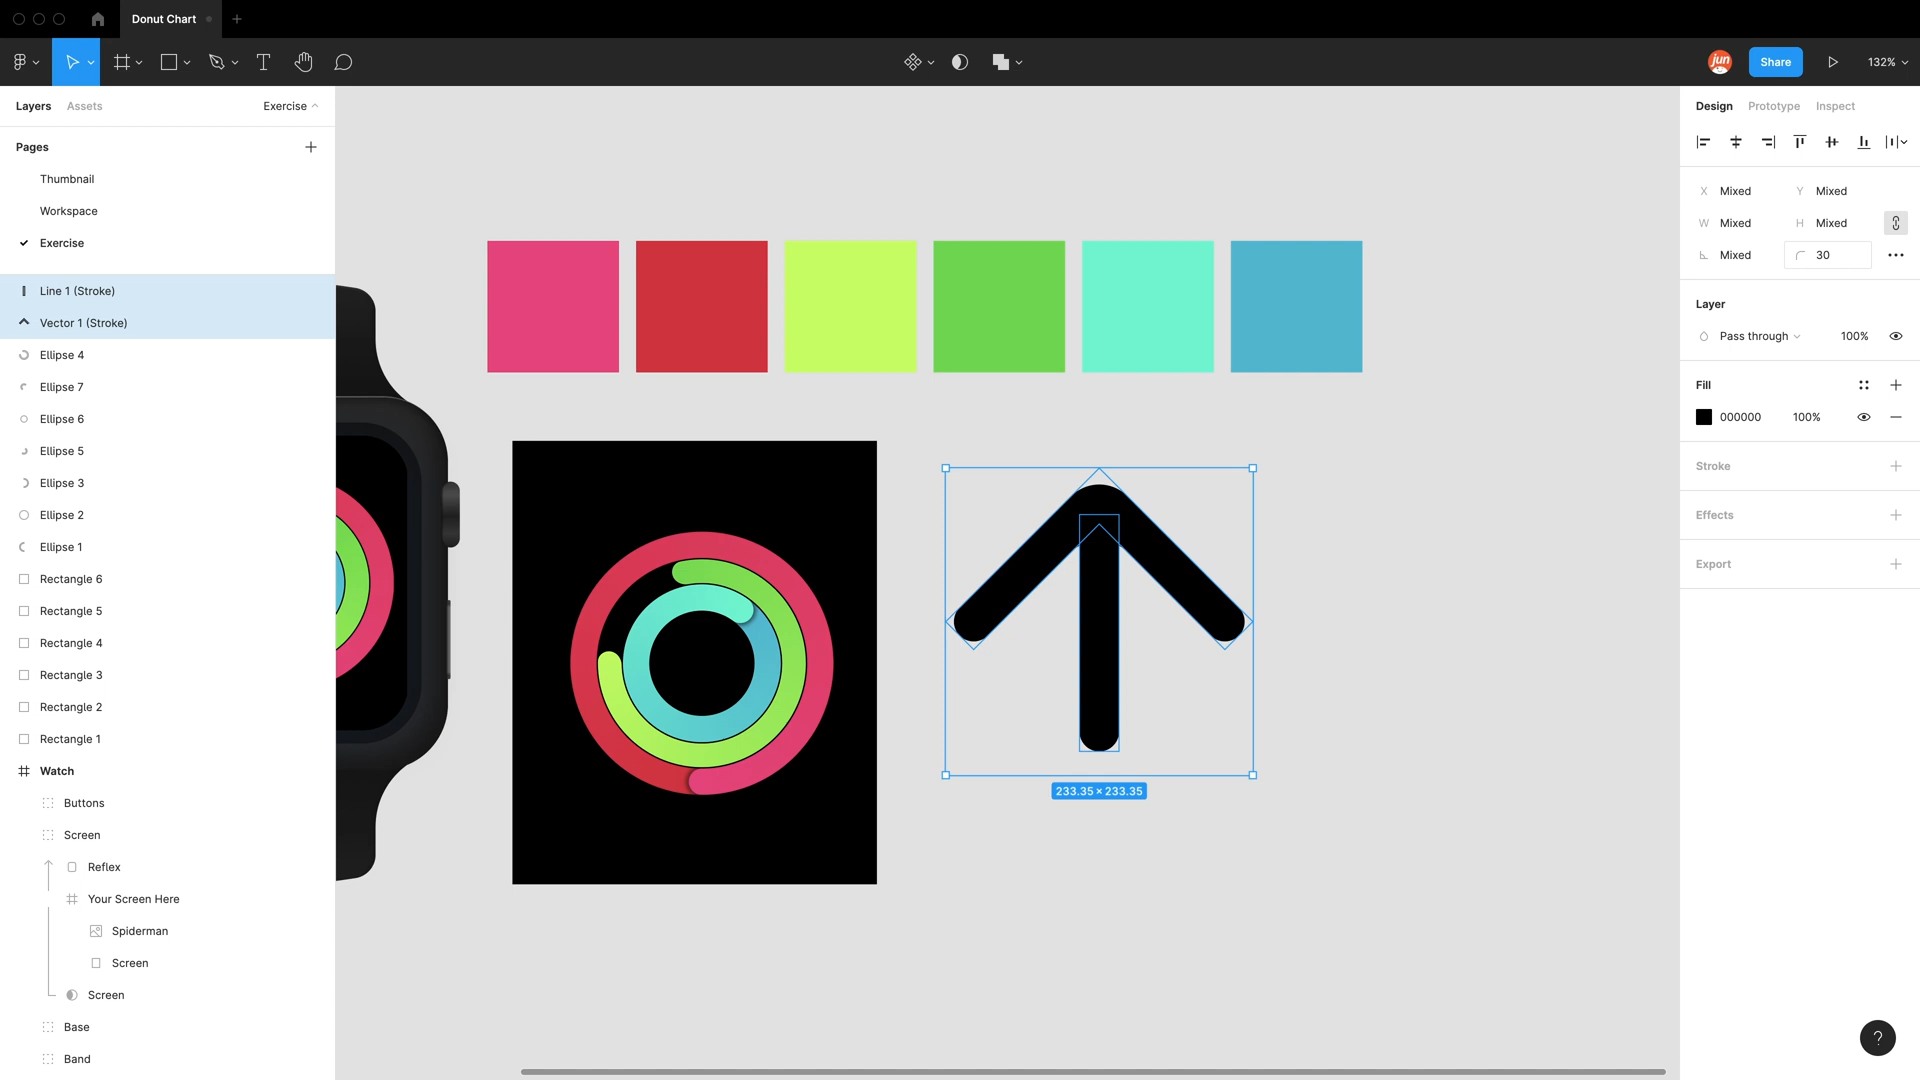 Donut Chart
jun
Share
132%
Layers
Assets
Exercise
Pages
Thumbnail
Workspace
Exercise
Line 1 (Stroke)
Vector 1 (Stroke)
Ellipse 4
Ellipse 7
Ellipse 6
Ellipse 5
Ellipse 3
Ellipse 2
Ellipse 1
Rectangle 6
Rectangle 5
Rectangle 4
Rectangle 3
Rectangle 2
Rectangle 1
Watch
Buttons
Screen
Reflex
Your Screen Here
Spiderman
Screen
Screen
Base
Band
233.35 × 233.35
Design
Prototype
Inspect
X Mixed Y Mixed
W Mixed H Mixed
Mixed 30
Layer
Pass through 100%
Fill
000000 100%
Stroke
Effects
Export
?